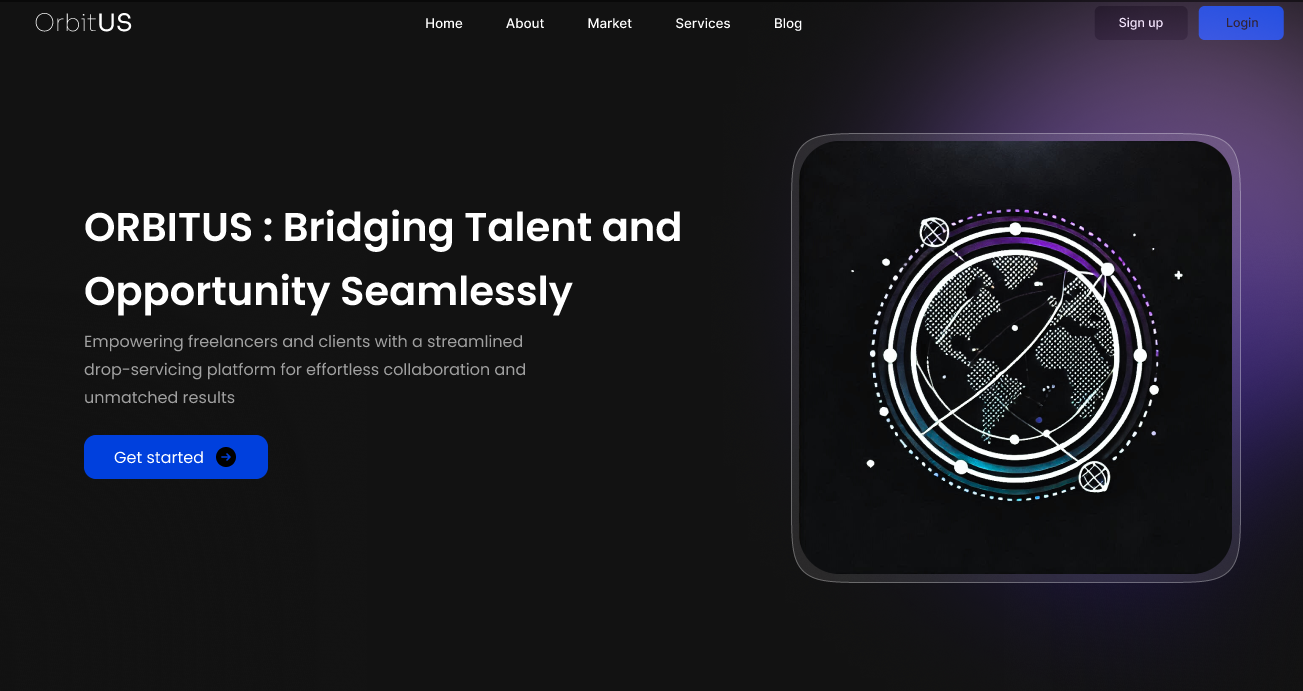 OrbitUS
Home About Market Services Blog
Sign up Login
ORBITUS : Bridging Talent and
Opportunity Seamlessly
Empowering freelancers and clients with a streamlined
drop-servicing platform for effortless collaboration and
unmatched results
Get started